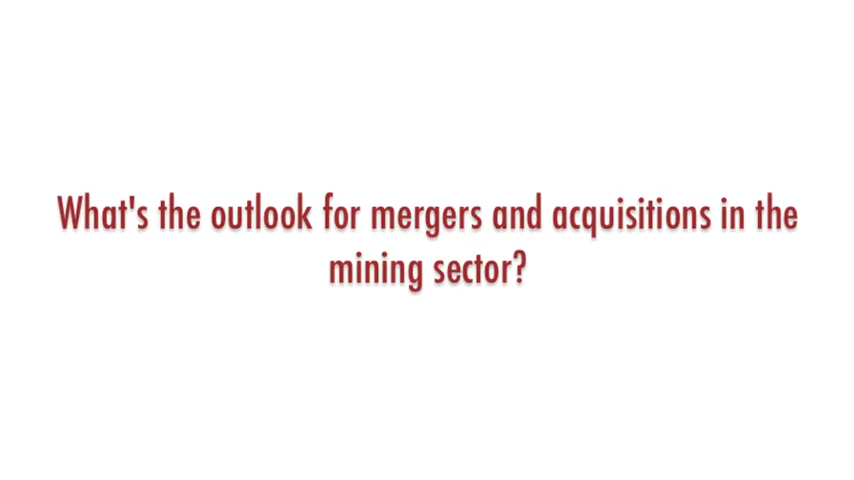 What's the outlook for mergers and acquisitions in the
mining sector?